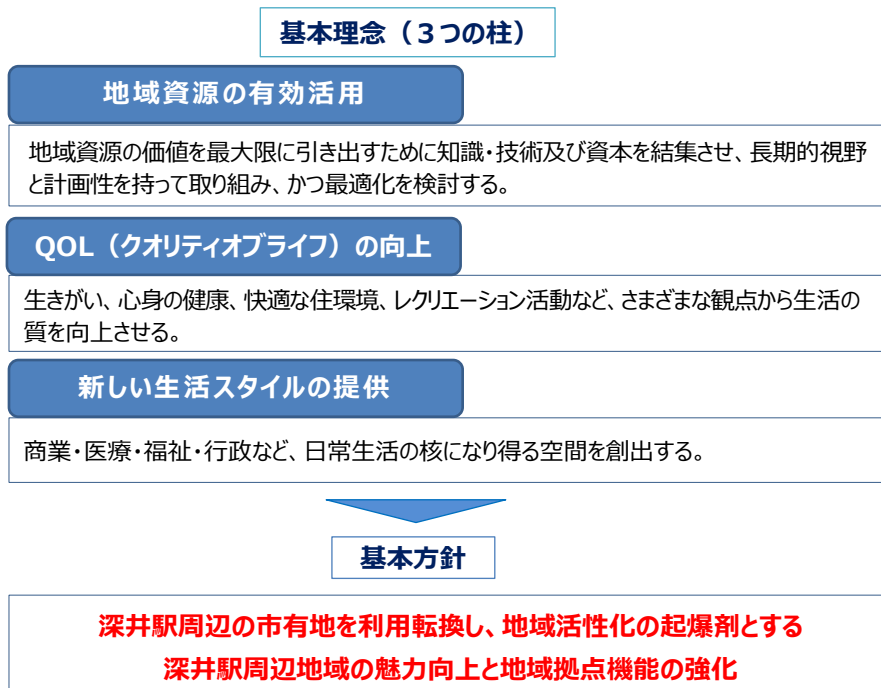 基本理念（３つの柱）
地域資源の有効活用
地域資源の価値を最大限に引き出すために知識・技術及び資本を結集させ、長期的視野
と計画性を持って取り組み、かつ最適化を検討する。
QOL（クオリティオブライフ）の向上
生きがい、心身の健康、快適な住環境、レクリエーション活動など、さまざまな観点から生活の
質を向上させる。
新しい生活スタイルの提供
商業・医療・福祉・行政など、日常生活の核になり得る空間を創出する。
基本方針
深井駅周辺の市有地を利用転換し、地域活性化の起爆剤とする
深井駅周辺地域の魅力向上と地域拠点機能の強化